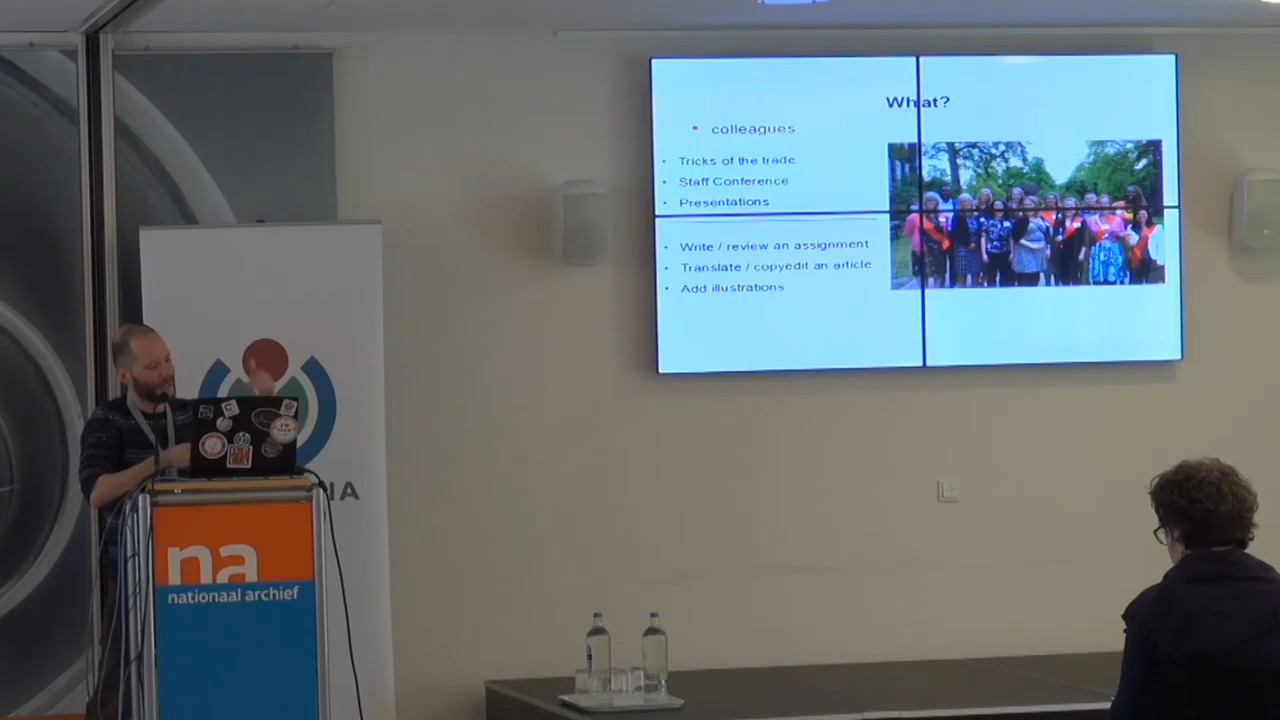 What?
colleagues
Tricks of the trade
Staff Conference
Presentations
Write / review an assignment
Translate / copyedit an article
Add illustrations
IA
na
nationaal archief